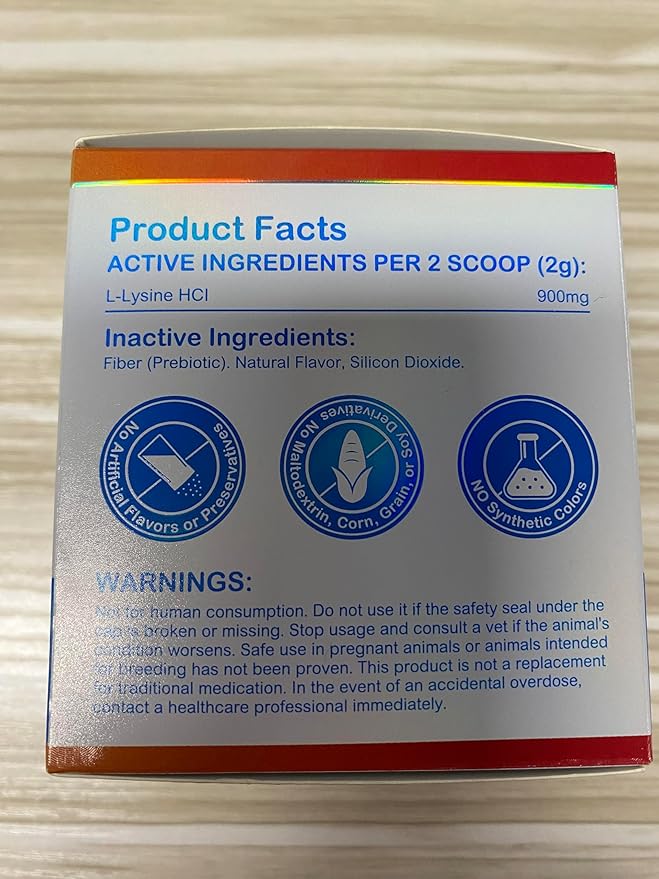 Product Facts
ACTIVE INGREDIENTS PER 2 SCOOP (2g):
L-Lysine HCl 900mg
Inactive Ingredients:
Fiber (Prebiotic). Natural Flavor, Silicon Dioxide.
No Artificial Flavors or Preservatives
No Maltodextrin, Corn, Grain, or Soy Derivatives
NO Synthetic Colors
WARNINGS:
Not for human consumption. Do not use it if the safety seal under the
cap is broken or missing. Stop usage and consult a vet if the animal's
condition worsens. Safe use in pregnant animals or animals intended
for breeding has not been proven. This product is not a replacement
for traditional medication. In the event of an accidental overdose,
contact a healthcare professional immediately.